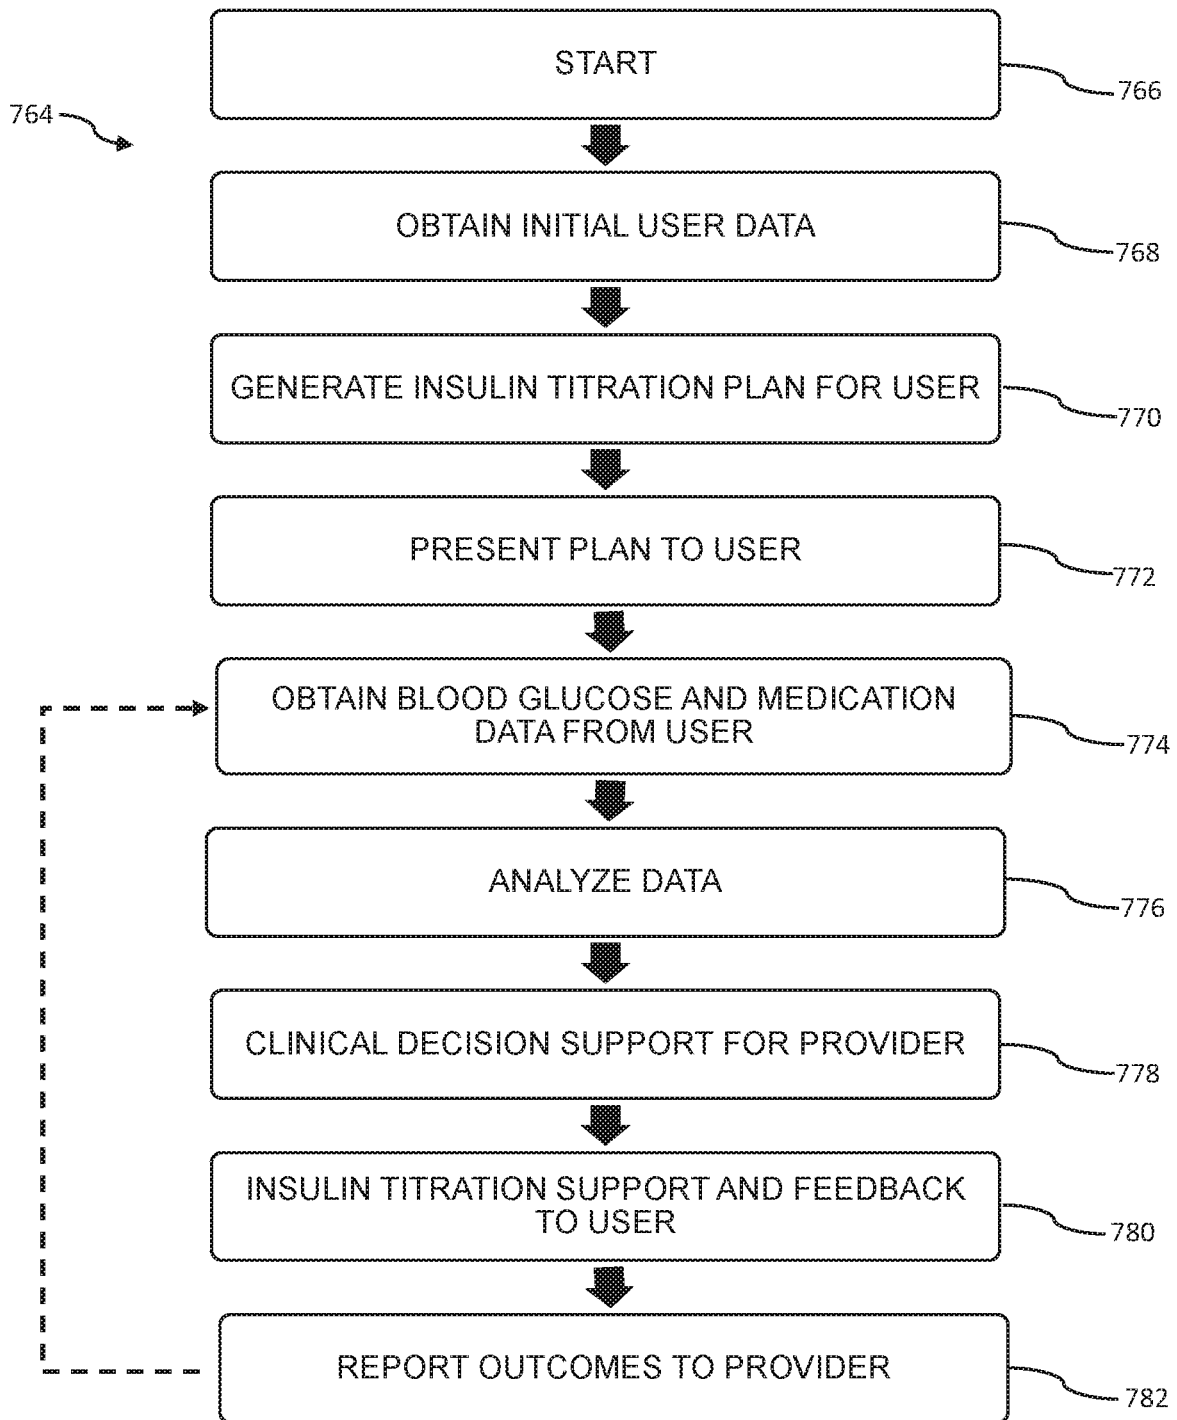 START
766
764
OBTAIN INITIAL USER DATA
768
GENERATE INSULIN TITRATION PLAN FOR USER
770
PRESENT PLAN TO USER
772
OBTAIN BLOOD GLUCOSE AND MEDICATION
DATA FROM USER
774
ANALYZE DATA
776
CLINICAL DECISION SUPPORT FOR PROVIDER
778
INSULIN TITRATION SUPPORT AND FEEDBACK
TO USER
780
REPORT OUTCOMES TO PROVIDER
782